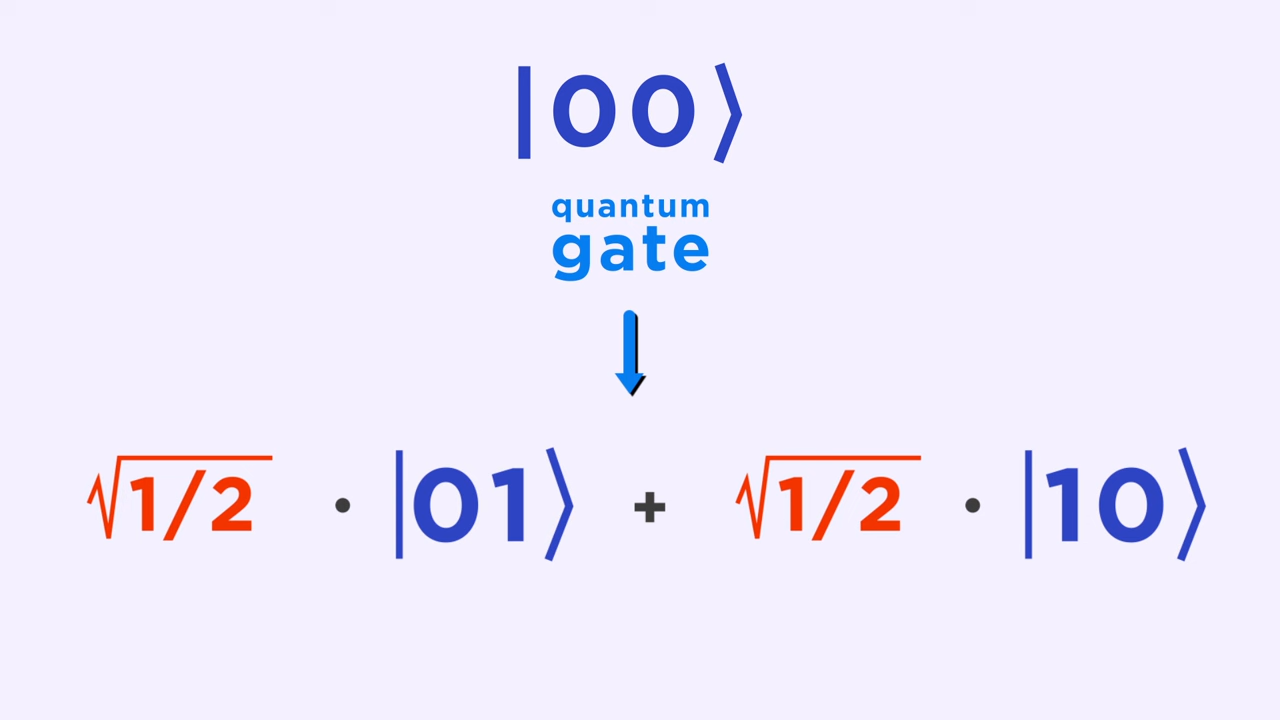 |00⟩
quantum
gate
√1/2 · |01⟩ + √1/2 · |10⟩